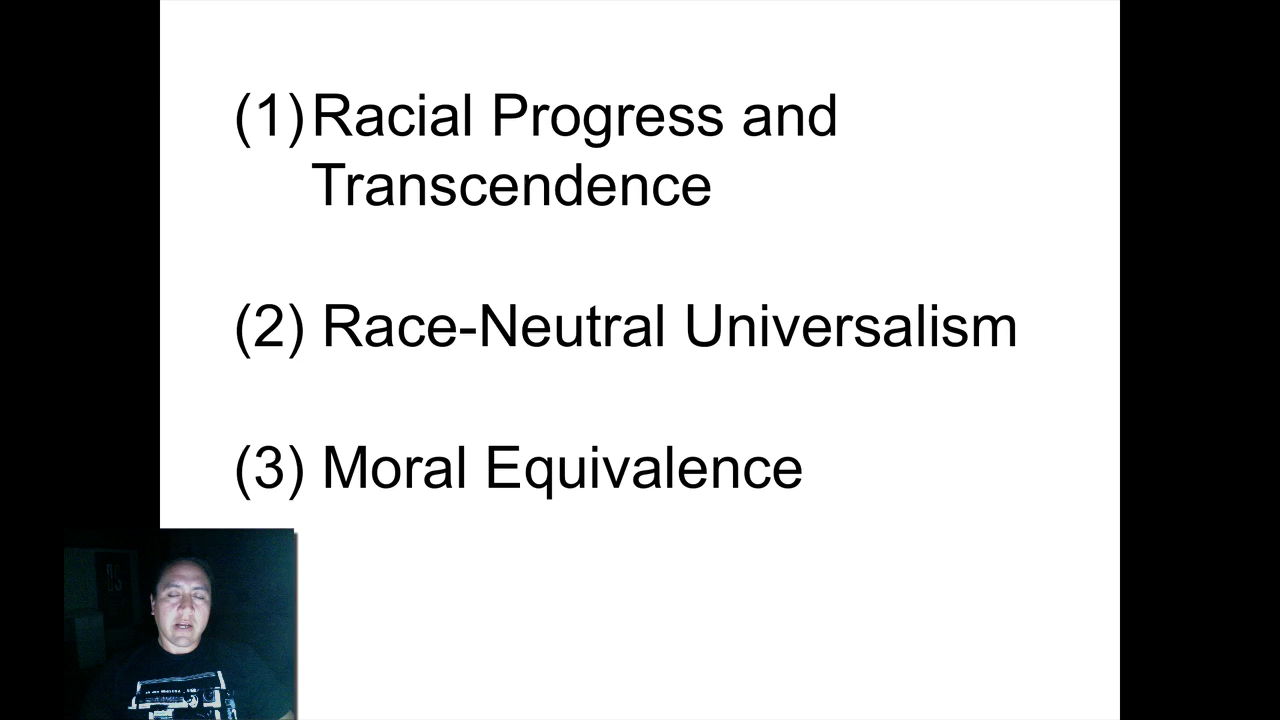 (1) Racial Progress and
Transcendence
(2) Race-Neutral Universalism
(3) Moral Equivalence